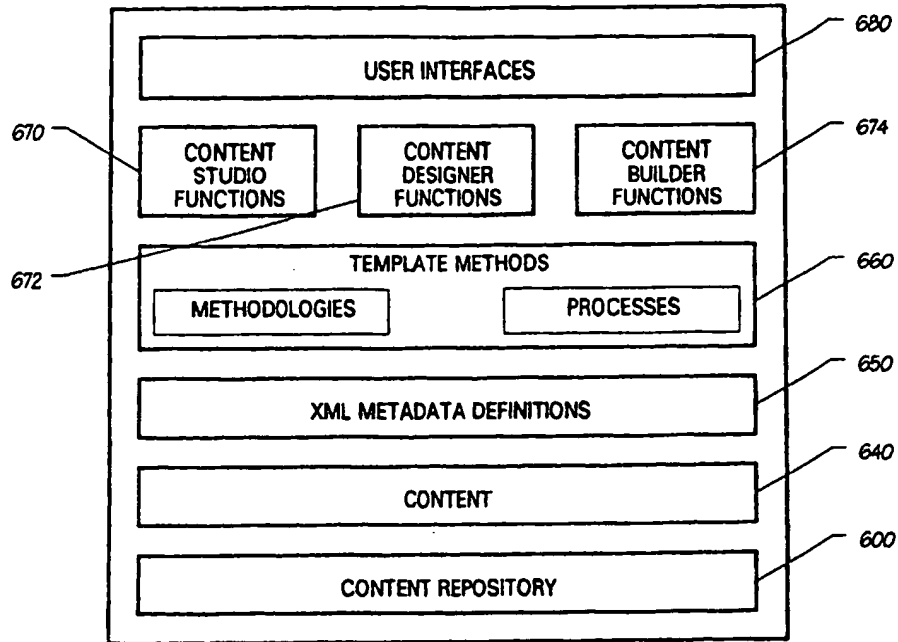 680
USER INTERFACES
670
CONTENT
STUDIO
FUNCTIONS
CONTENT
DESIGNER
FUNCTIONS
CONTENT
BUILDER
FUNCTIONS
674
672
TEMPLATE METHODS
METHODOLOGIES
PROCESSES
660
650
XML METADATA DEFINITIONS
640
CONTENT
600
CONTENT REPOSITORY